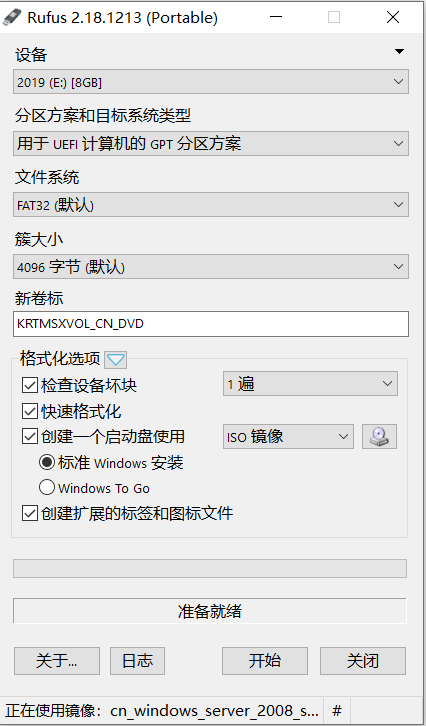 Rufus 2.18.1213 (Portable)
设备
2019 (E:) [8GB]
分区方案和目标系统类型
用于 UEFI 计算机的 GPT 分区方案
文件系统
FAT32 (默认)
簇大小
4096 字节 (默认)
新卷标
KRTMSXVOL_CN_DVD
格式化选项
检查设备坏块 1 遍
快速格式化
创建一个启动盘使用 ISO 镜像
标准 Windows 安装
Windows To Go
创建扩展的标签和图标文件
准备就绪
关于... 日志 开始 关闭
正在使用镜像: cn_windows_server_2008_s... #